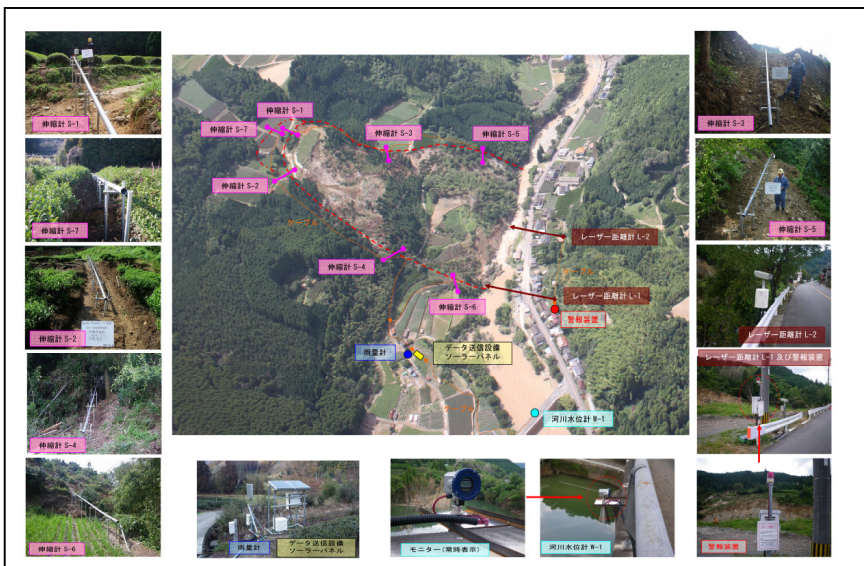 伸縮計 S-1
伸縮計 S-7
伸縮計 S-2
伸縮計 S-4
伸縮計 S-6
伸縮計 S-1
伸縮計 S-7
伸縮計 S-3
伸縮計 S-5
伸縮計 S-2
ケーブル
レーザー距離計 L-2
伸縮計 S-4
レーザー距離計 L-1
伸縮計 S-6
警報装置
雨量計
データ送信設備
ソーラーパネル
ケーブル
河川水位計 W-1
伸縮計 S-3
伸縮計 S-5
レーザー距離計 L-2
レーザー距離計 L-1 及び警報装置
雨量計
データ送信設備
ソーラーパネル
モニター(常時表示)
河川水位計 W-1
警報装置